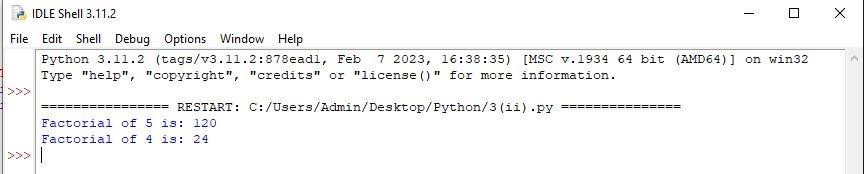 IDLE Shell 3.11.2
File Edit Shell Debug Options Window Help
Python 3.11.2 (tags/v3.11.2:878ead1, Feb  7 2023, 16:38:35) [MSC v.1934 64 bit (AMD64)] on win32
Type "help", "copyright", "credits" or "license()" for more information.
>>>
================ RESTART: C:/Users/Admin/Desktop/Python/3(ii).py ===============
Factorial of 5 is: 120
Factorial of 4 is: 24
>>>